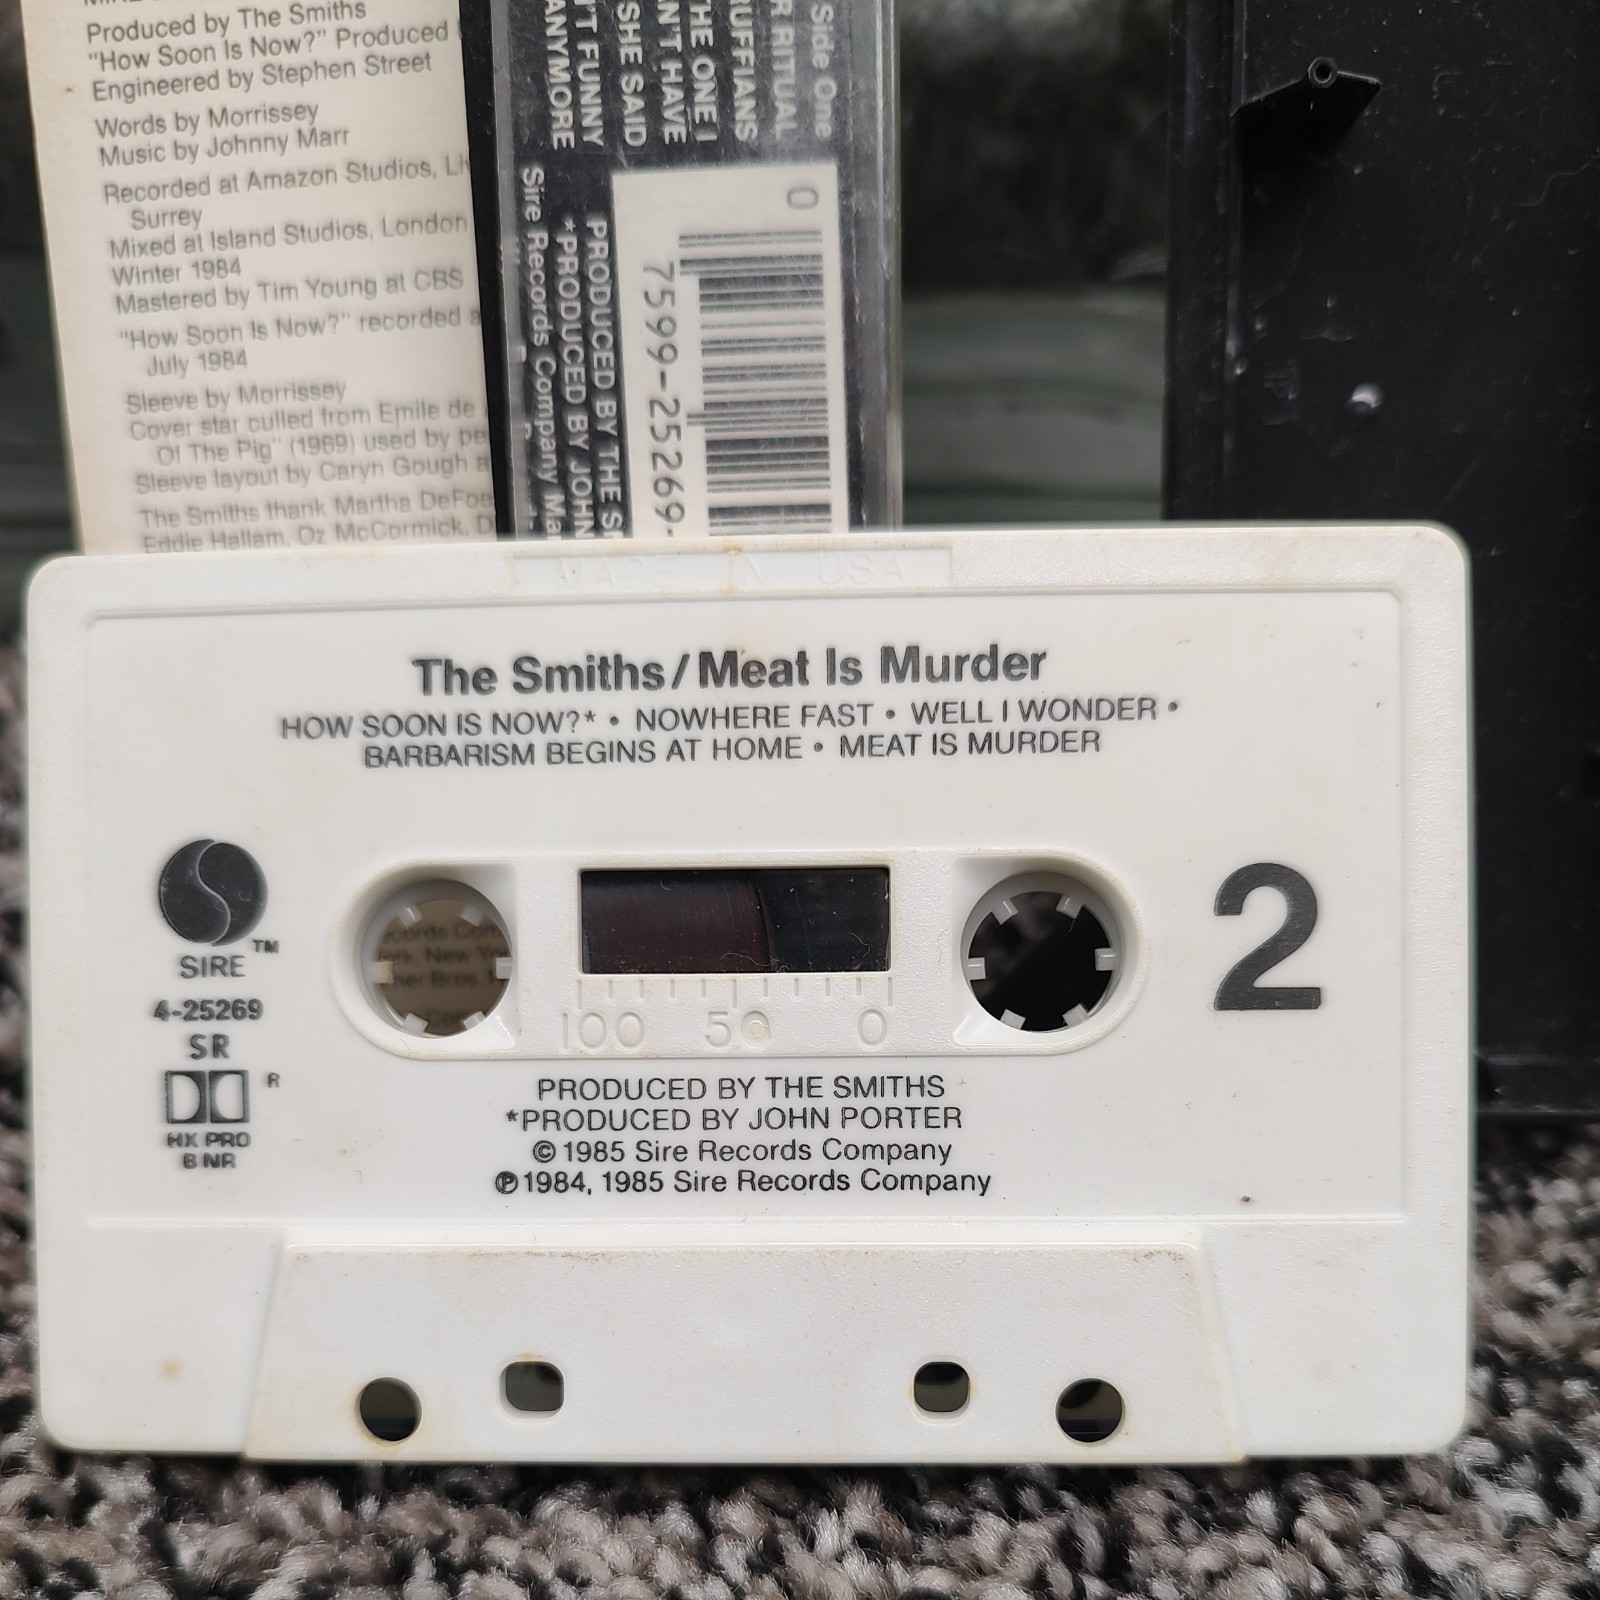 Produced by The Smiths
"How Soon Is Now?" Produced
Engineered by Stephen Street
Words by Morrissey
Music by Johnny Marr
Recorded at Amazon Studios,
Surrey
Mixed at Island Studios, London
Winter 1984
Mastered by Tim Young at CBS
"How Soon Is Now?" recorded
July 1984
Sleeve by Morrissey
Cover star culled from Emile de
Of The Pig" (1969) used by
Sleeve layout by Caryn Gough
The Smiths thank Martha DeFoe
Eddie Hallam, Oz McCormick,
Side One
R RITUAL
RUFFIANS
THE ONE I
N'T HAVE
SHE SAID
'T FUNNY
ANYMORE
PRODUCED BY THE
*PRODUCED BY JOHN
Sire Records Company
0
7599-25269-
MADE IN USA
The Smiths/Meat Is Murder
HOW SOON IS NOW?* • NOWHERE FAST • WELL I WONDER •
BARBARISM BEGINS AT HOME • MEAT IS MURDER
SIRE TM
4-25269
SR
R
HX PRO
B NR
2
100 50 0
PRODUCED BY THE SMITHS
*PRODUCED BY JOHN PORTER
©1985 Sire Records Company
℗1984, 1985 Sire Records Company